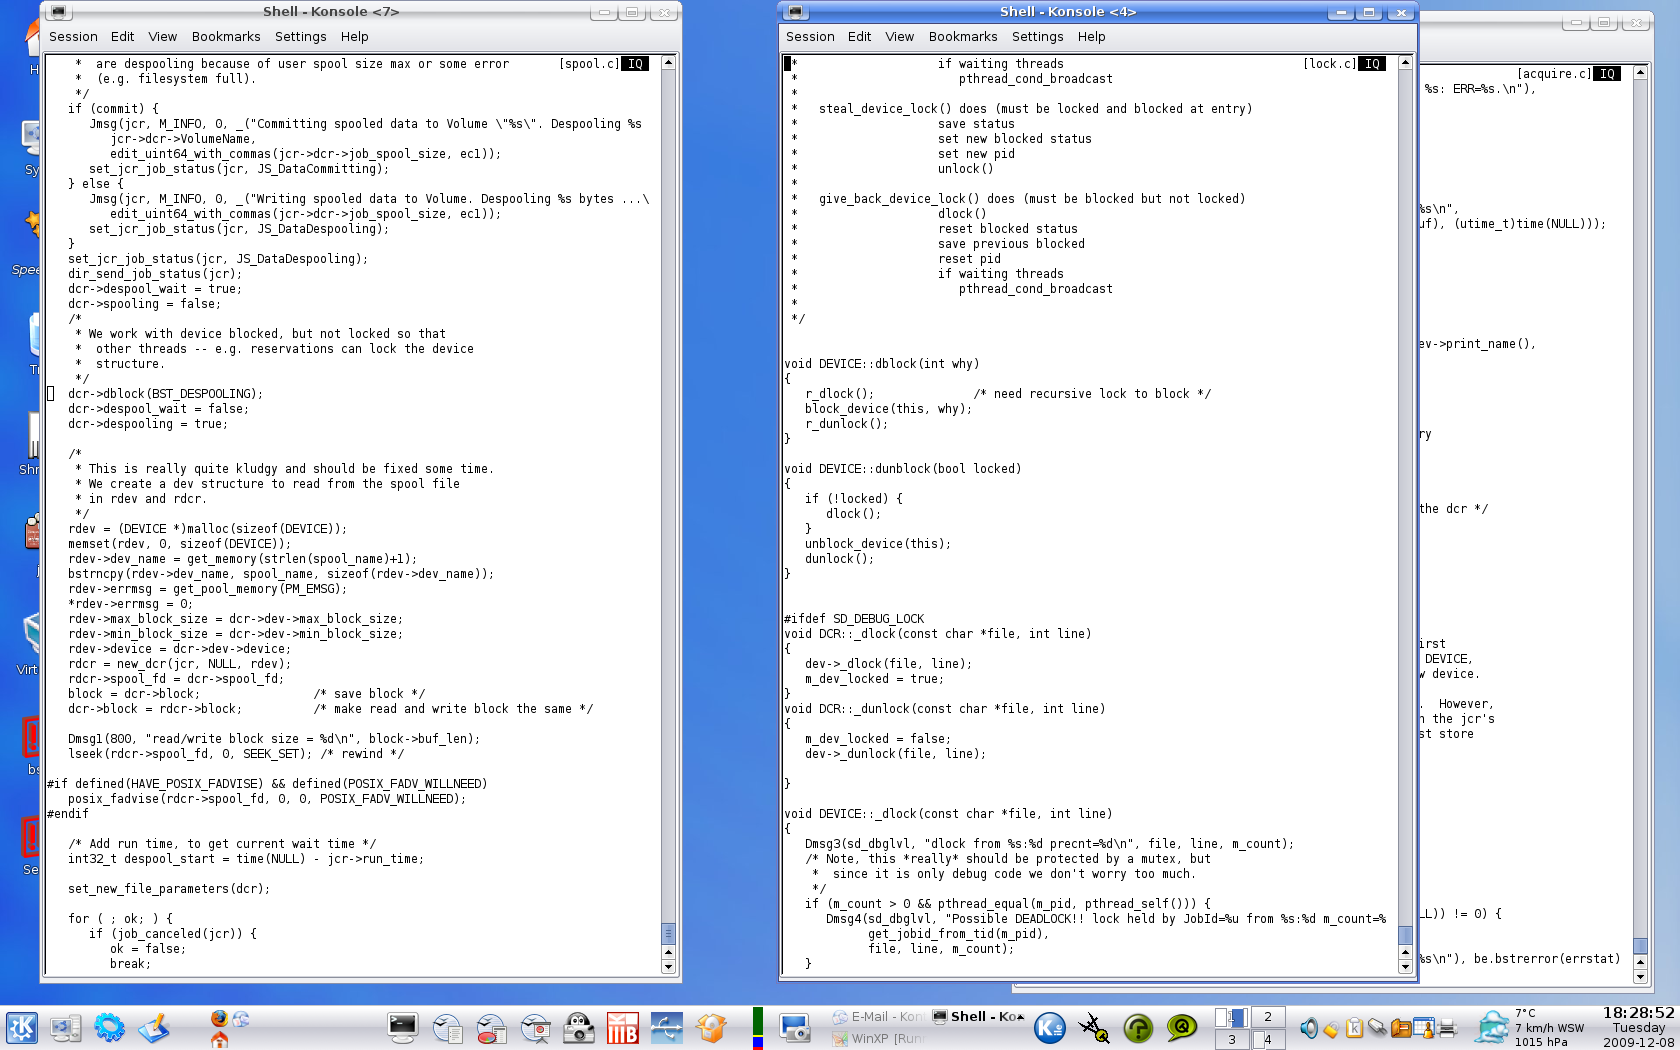 Shell - Konsole <7>
Session Edit View Bookmarks Settings Help
 * are despooling because of user spool size max or some error [spool.c] IQ
 * (e.g. filesystem full).
 */
if (commit) {
Jmsg(jcr, M_INFO, 0, _("Committing spooled data to Volume \"%s\". Despooling %s
jcr->dcr->VolumeName,
edit_uint64_with_commas(jcr->dcr->job_spool_size, ec1));
set_jcr_job_status(jcr, JS_DataCommitting);
} else {
Jmsg(jcr, M_INFO, 0, _("Writing spooled data to Volume. Despooling %s bytes ...\
edit_uint64_with_commas(jcr->dcr->job_spool_size, ec1));
set_jcr_job_status(jcr, JS_DataDespooling);
}
set_jcr_job_status(jcr, JS_DataDespooling);
dir_send_job_status(jcr);
dcr->despool_wait = true;
dcr->spooling = false;
/*
 * We work with device blocked, but not locked so that
 * other threads -- e.g. reservations can lock the device
 * structure.
 */
dcr->dblock(BST_DESPOOLING);
dcr->despool_wait = false;
dcr->despooling = true;
/*
 * This is really quite kludgy and should be fixed some time.
 * We create a dev structure to read from the spool file
 * in rdev and rdcr.
 */
rdev = (DEVICE *)malloc(sizeof(DEVICE));
memset(rdev, 0, sizeof(DEVICE));
rdev->dev_name = get_memory(strlen(spool_name)+1);
bstrncpy(rdev->dev_name, spool_name, sizeof(rdev->dev_name));
rdev->errmsg = get_pool_memory(PM_EMSG);
*rdev->errmsg = 0;
rdev->max_block_size = dcr->dev->max_block_size;
rdev->min_block_size = dcr->dev->min_block_size;
rdev->device = dcr->dev->device;
rdcr = new_dcr(jcr, NULL, rdev);
rdcr->spool_fd = dcr->spool_fd;
block = dcr->block; /* save block */
dcr->block = rdcr->block; /* make read and write block the same */
Dmsg1(800, "read/write block size = %d\n", block->buf_len);
lseek(rdcr->spool_fd, 0, SEEK_SET); /* rewind */
#if defined(HAVE_POSIX_FADVISE) && defined(POSIX_FADV_WILLNEED)
posix_fadvise(rdcr->spool_fd, 0, 0, POSIX_FADV_WILLNEED);
#endif
/* Add run time, to get current wait time */
int32_t despool_start = time(NULL) - jcr->run_time;
set_new_file_parameters(dcr);
for ( ; ok; ) {
if (job_canceled(jcr)) {
ok = false;
break;
Shell - Konsole <4>
Session Edit View Bookmarks Settings Help
* if waiting threads [lock.c] IQ
* pthread_cond_broadcast
*
* steal_device_lock() does (must be locked and blocked at entry)
* save status
* set new blocked status
* set new pid
* unlock()
*
* give_back_device_lock() does (must be blocked but not locked)
* dlock()
* reset blocked status
* save previous blocked
* reset pid
* if waiting threads
* pthread_cond_broadcast
*
*/
void DEVICE::dblock(int why)
{
r_dlock(); /* need recursive lock to block */
block_device(this, why);
r_dunlock();
}
void DEVICE::dunblock(bool locked)
{
if (!locked) {
dlock();
}
unblock_device(this);
dunlock();
}
#ifdef SD_DEBUG_LOCK
void DCR::_dlock(const char *file, int line)
{
dev->_dlock(file, line);
m_dev_locked = true;
}
void DCR::_dunlock(const char *file, int line)
{
m_dev_locked = false;
dev->_dunlock(file, line);
}
void DEVICE::_dlock(const char *file, int line)
{
Dmsg3(sd_dbglvl, "dlock from %s:%d precnt=%d\n", file, line, m_count);
/* Note, this *really* should be protected by a mutex, but
 * since it is only debug code we don't worry too much.
 */
if (m_count > 0 && pthread_equal(m_pid, pthread_self())) {
Dmsg4(sd_dbglvl, "Possible DEADLOCK!! lock held by JobId=%u from %s:%d m_count=%
get_jobid_from_tid(m_pid),
file, line, m_count);
}
[acquire.c] IQ
%s: ERR=%s.\n"),
%s\n",
uf), (utime_t)time(NULL)));
ev->print_name(),
ry
the dcr */
irst
DEVICE,
w device.
. However,
n the jcr's
st store
LL)) != 0) {
%s\n"), be.bstrerror(errstat)
H
Sy
Spee
Tr
Shr
j
Virt
bs
Se
E-Mail - Kon
WinXP [Run
Shell - Ko
1 2
3 4
7°C
7 km/h WSW
1015 hPa
18:28:52
Tuesday
2009-12-08